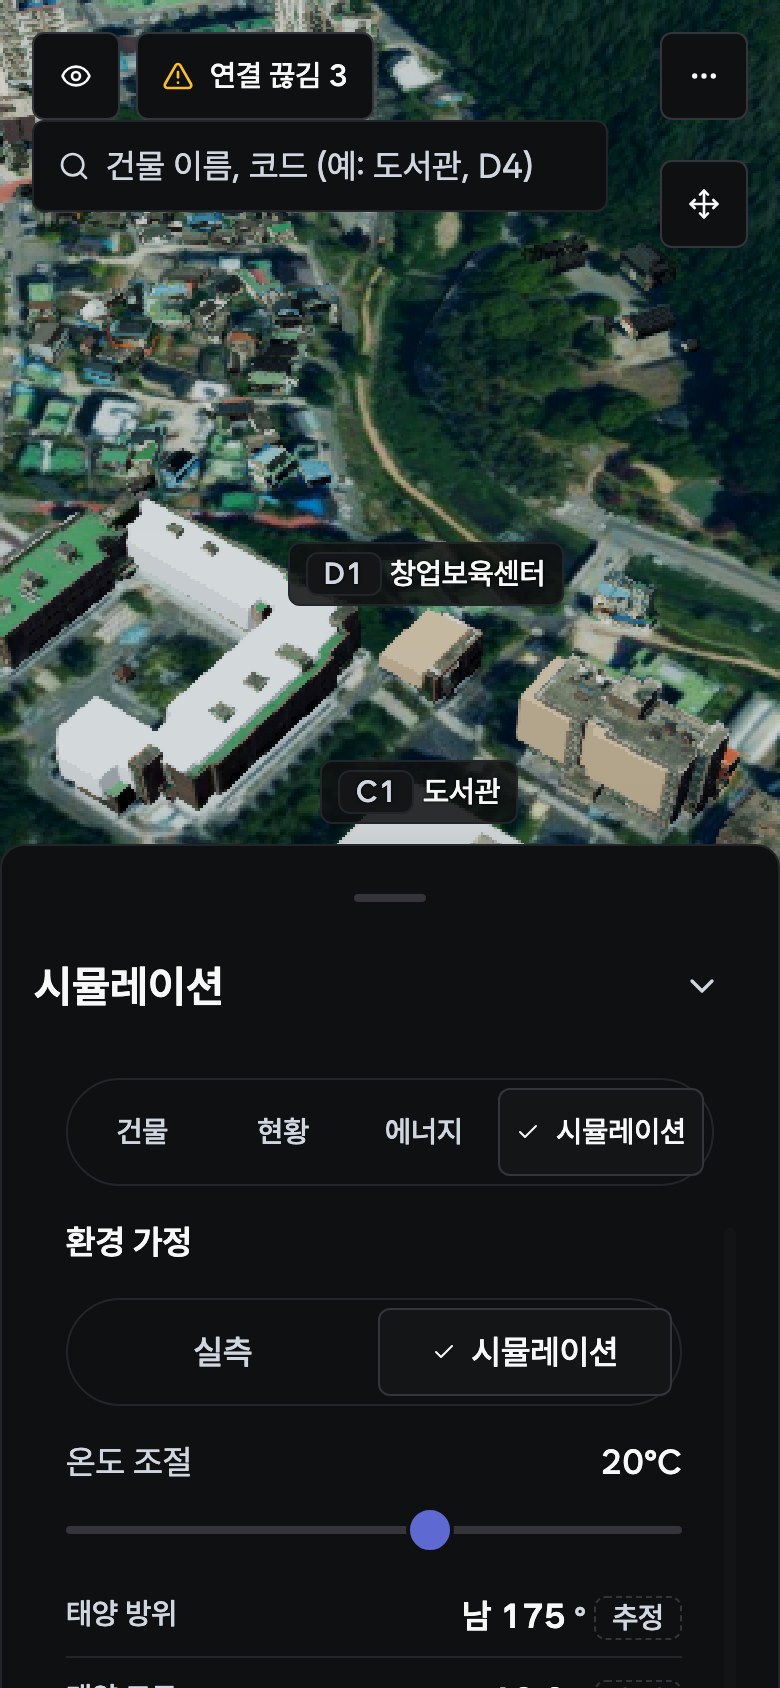 연결 끊김 3
건물 이름, 코드 (예: 도서관, D4)
D1 창업보육센터
C1 도서관
시뮬레이션
건물 현황 에너지 시뮬레이션
환경 가정
실측 시뮬레이션
온도 조절 20°C
태양 방위 남 175 ° 추정